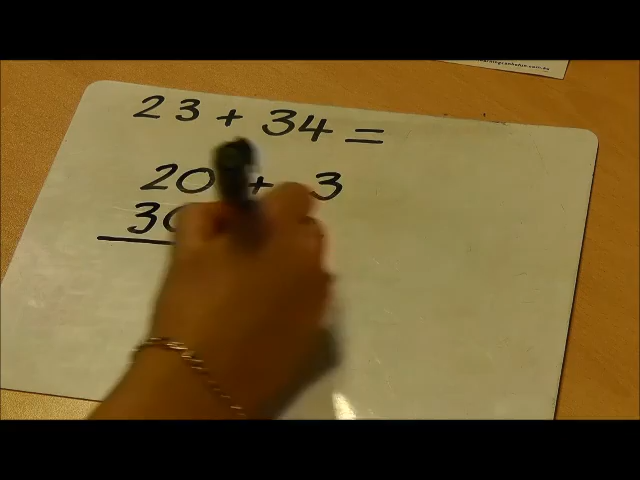 23 + 34 =
20 + 3
30